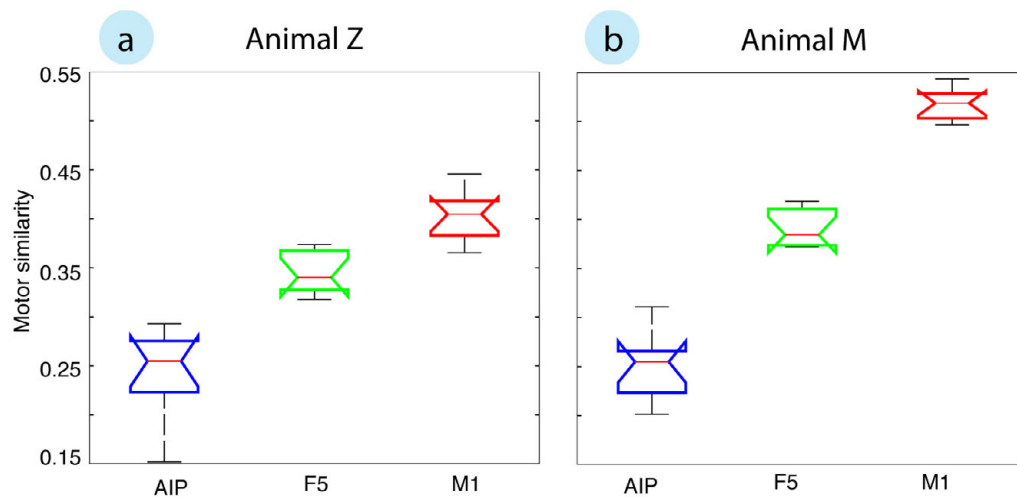 a
Animal Z
b
Animal M
Motor similarity
0.55
0.45
0.35
0.25
0.15
AIP
F5
M1
AIP
F5
M1